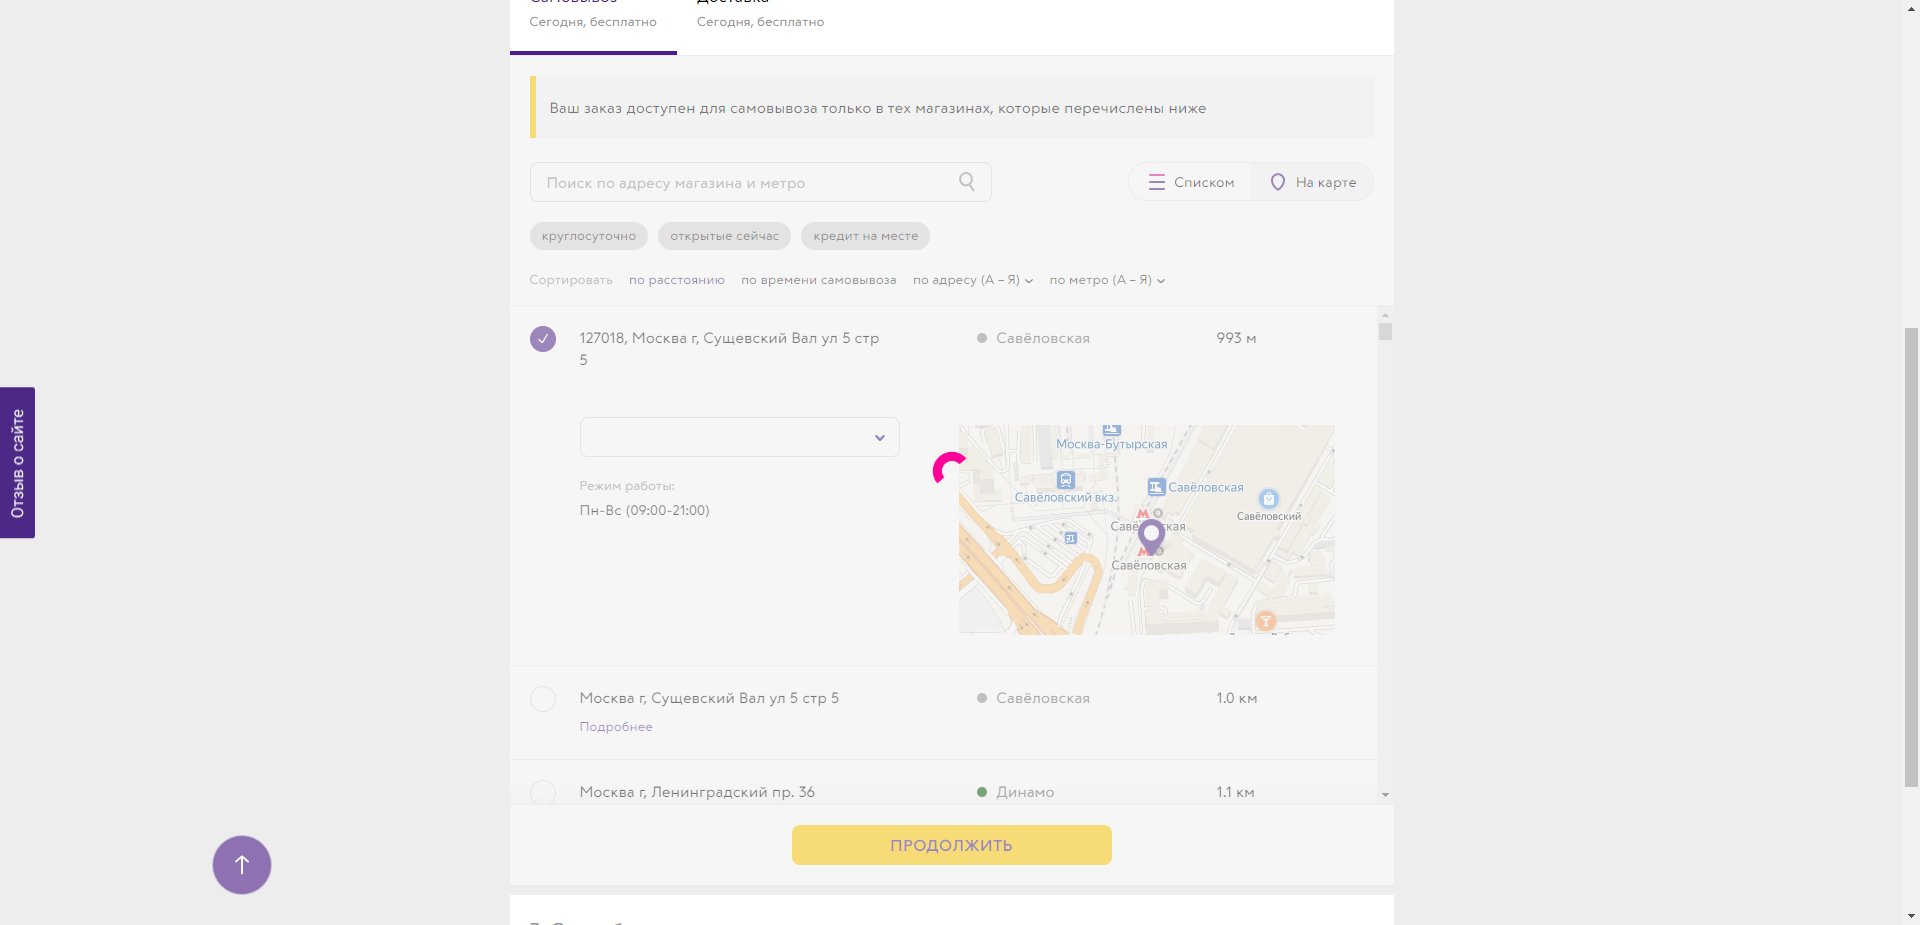 Самовывоз
Доставка
Сегодня, бесплатно
Сегодня, бесплатно
Ваш заказ доступен для самовывоза только в тех магазинах, которые перечислены ниже
Поиск по адресу магазина и метро
Списком
На карте
круглосуточно
открытые сейчас
кредит на месте
Сортировать
по расстоянию
по времени самовывоза
по адресу (А – Я)
по метро (А – Я)
127018, Москва г, Сущевский Вал ул 5 стр
5
Савёловская
993 м
Режим работы:
Пн-Вс (09:00-21:00)
Москва-Бутырская
Савёловский вкз.
Савёловская
Савёловский
Савёловская
Москва г, Сущевский Вал ул 5 стр 5
Савёловская
1.0 км
Подробнее
Москва г, Ленинградский пр. 36
Динамо
1.1 км
ПРОДОЛЖИТЬ
Отзыв о сайте